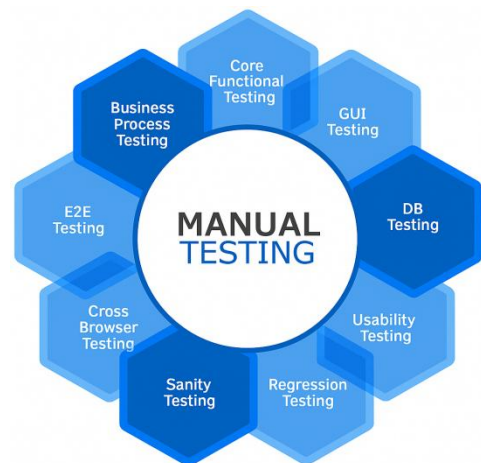 Core
Functional
Testing
GUI
Testing
DB
Testing
Usability
Testing
Regression
Testing
Sanity
Testing
Cross
Browser
Testing
E2E
Testing
Business
Process
Testing
MANUAL
TESTING